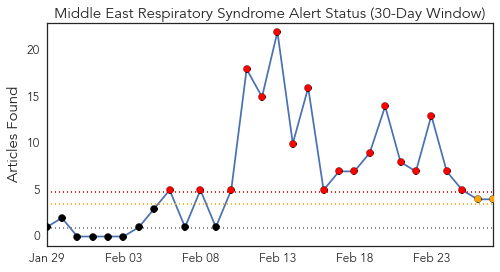 Middle East Respiratory Syndrome Alert Status (30-Day Window)
Articles Found
20
15
10
5
0
Jan 29
Feb 03
Feb 08
Feb 13
Feb 18
Feb 23